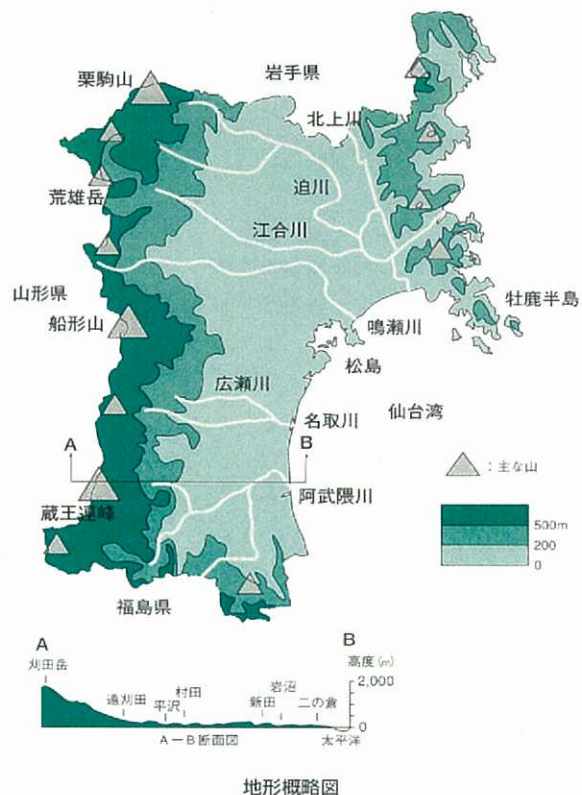 栗駒山
岩手県
北上川
迫川
荒雄岳
江合川
山形県
牡鹿半島
船形山
鳴瀬川
松島
広瀬川
仙台湾
名取川
A
B
:主な山
阿武隈川
蔵王連峰
500m
200
0
福島県
A
B
刈田岳
高度(m)
2,000
遠刈田
平沢
村田
新田
岩沼
二の倉
0
太平洋
A－B断面図
地形概略図